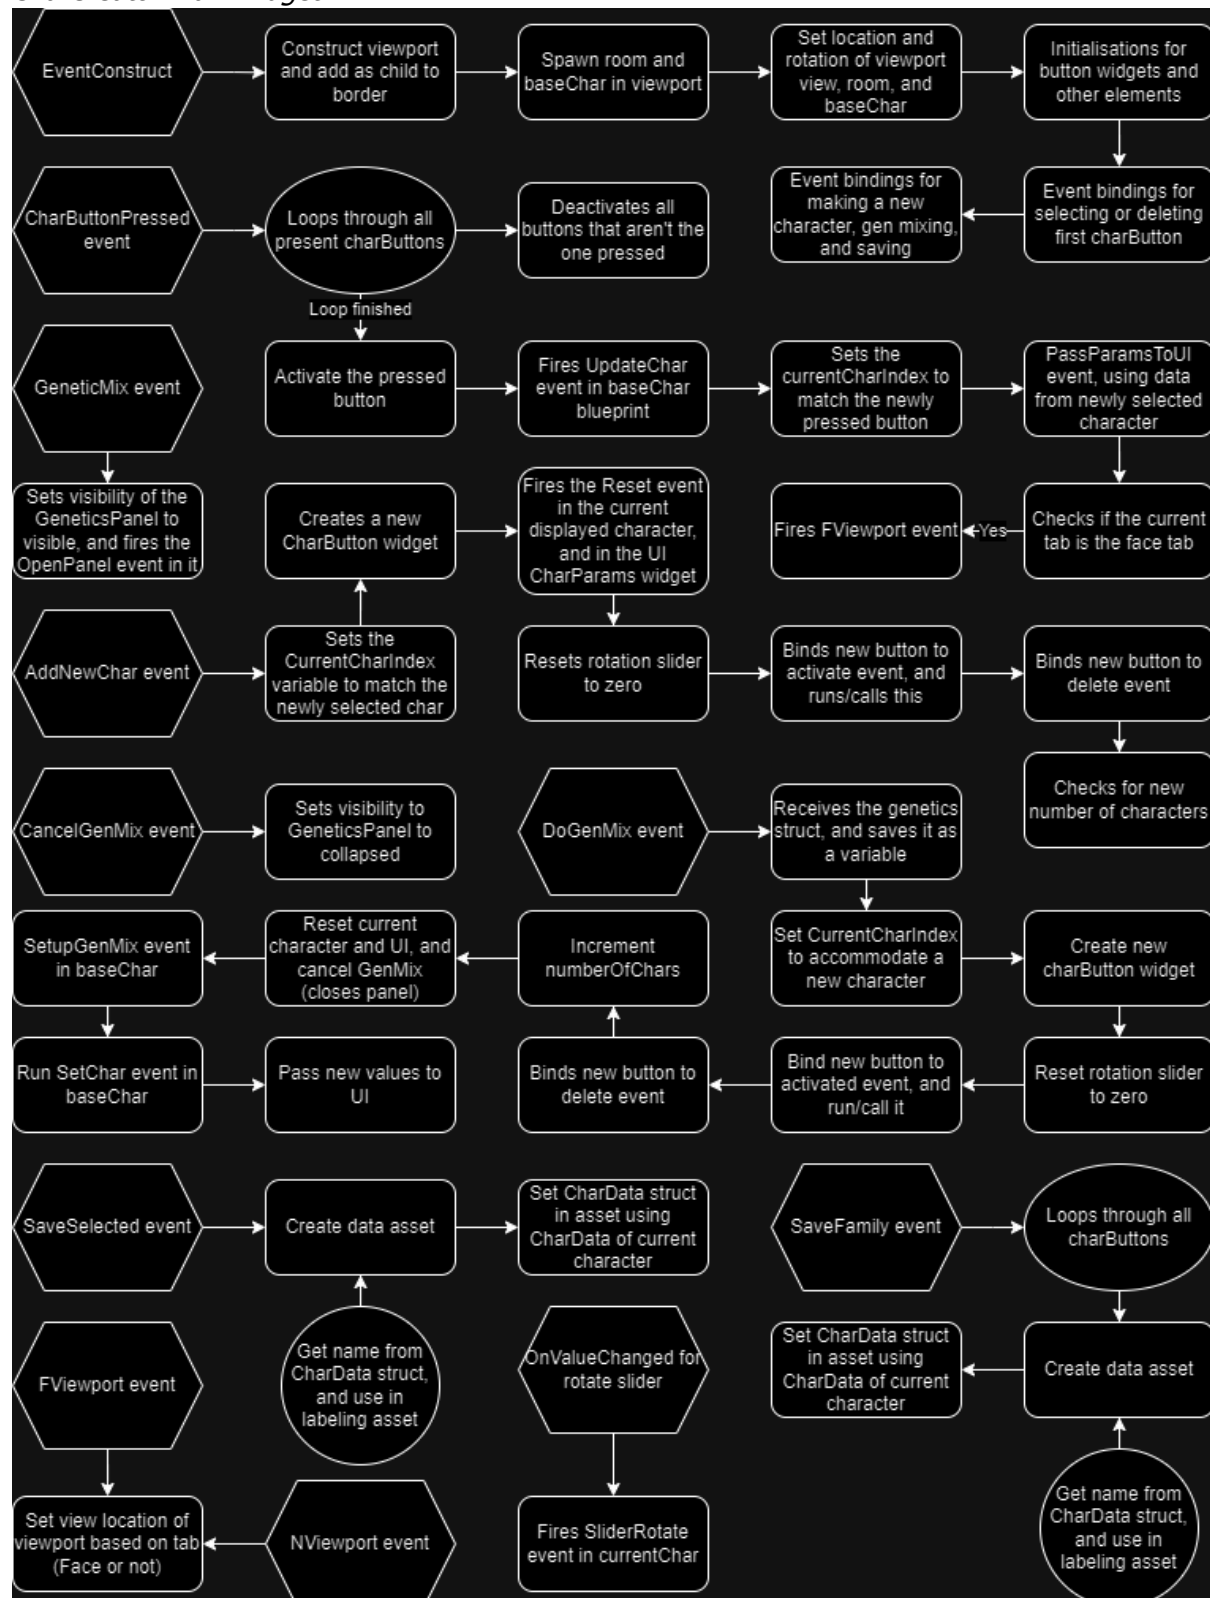 EventConstruct
Construct viewport
and add as child to
border
Spawn room and
baseChar in viewport
Set location and
rotation of viewport
view, room, and
baseChar
Initialisations for
button widgets and
other elements
CharButtonPressed
event
Loops through all
present charButtons
Deactivates all
buttons that aren't the
one pressed
Event bindings for
making a new
character, gen mixing,
and saving
Event bindings for
selecting or deleting
first charButton
Loop finished
GeneticMix event
Activate the pressed
button
Fires UpdateChar
event in baseChar
blueprint
Sets the
currentCharIndex to
match the newly
pressed button
PassParamsToUI
event, using data
from newly selected
character
Sets visibility of the
GeneticsPanel to
visible, and fires the
OpenPanel event in it
Creates a new
CharButton widget
Fires the Reset event
in the current
displayed character,
and in the UI
CharParams widget
Fires FViewport event
Yes
Checks if the current
tab is the face tab
AddNewChar event
Sets the
CurrentCharIndex
variable to match the
newly selected char
Resets rotation slider
to zero
Binds new button to
activate event, and
runs/calls this
Binds new button to
delete event
CancelGenMix event
Sets visibility to
GeneticsPanel to
collapsed
DoGenMix event
Receives the genetics
struct, and saves it as
a variable
Checks for new
number of characters
SetupGenMix event
in baseChar
Reset current
character and UI, and
cancel GenMix
(closes panel)
Increment
numberOfChars
Set CurrentCharIndex
to accommodate a
new character
Create new
charButton widget
Run SetChar event in
baseChar
Pass new values to
UI
Binds new button to
delete event
Bind new button to
activated event, and
run/call it
Reset rotation slider
to zero
SaveSelected event
Create data asset
Set CharData struct
in asset using
CharData of current
character
SaveFamily event
Loops through all
charButtons
FViewport event
Get name from
CharData struct,
and use in
labeling asset
OnValueChanged for
rotate slider
Set CharData struct
in asset using
CharData of current
character
Create data asset
Set view location of
viewport based on tab
(Face or not)
NViewport event
Fires SliderRotate
event in currentChar
Get name from
CharData struct,
and use in
labeling asset